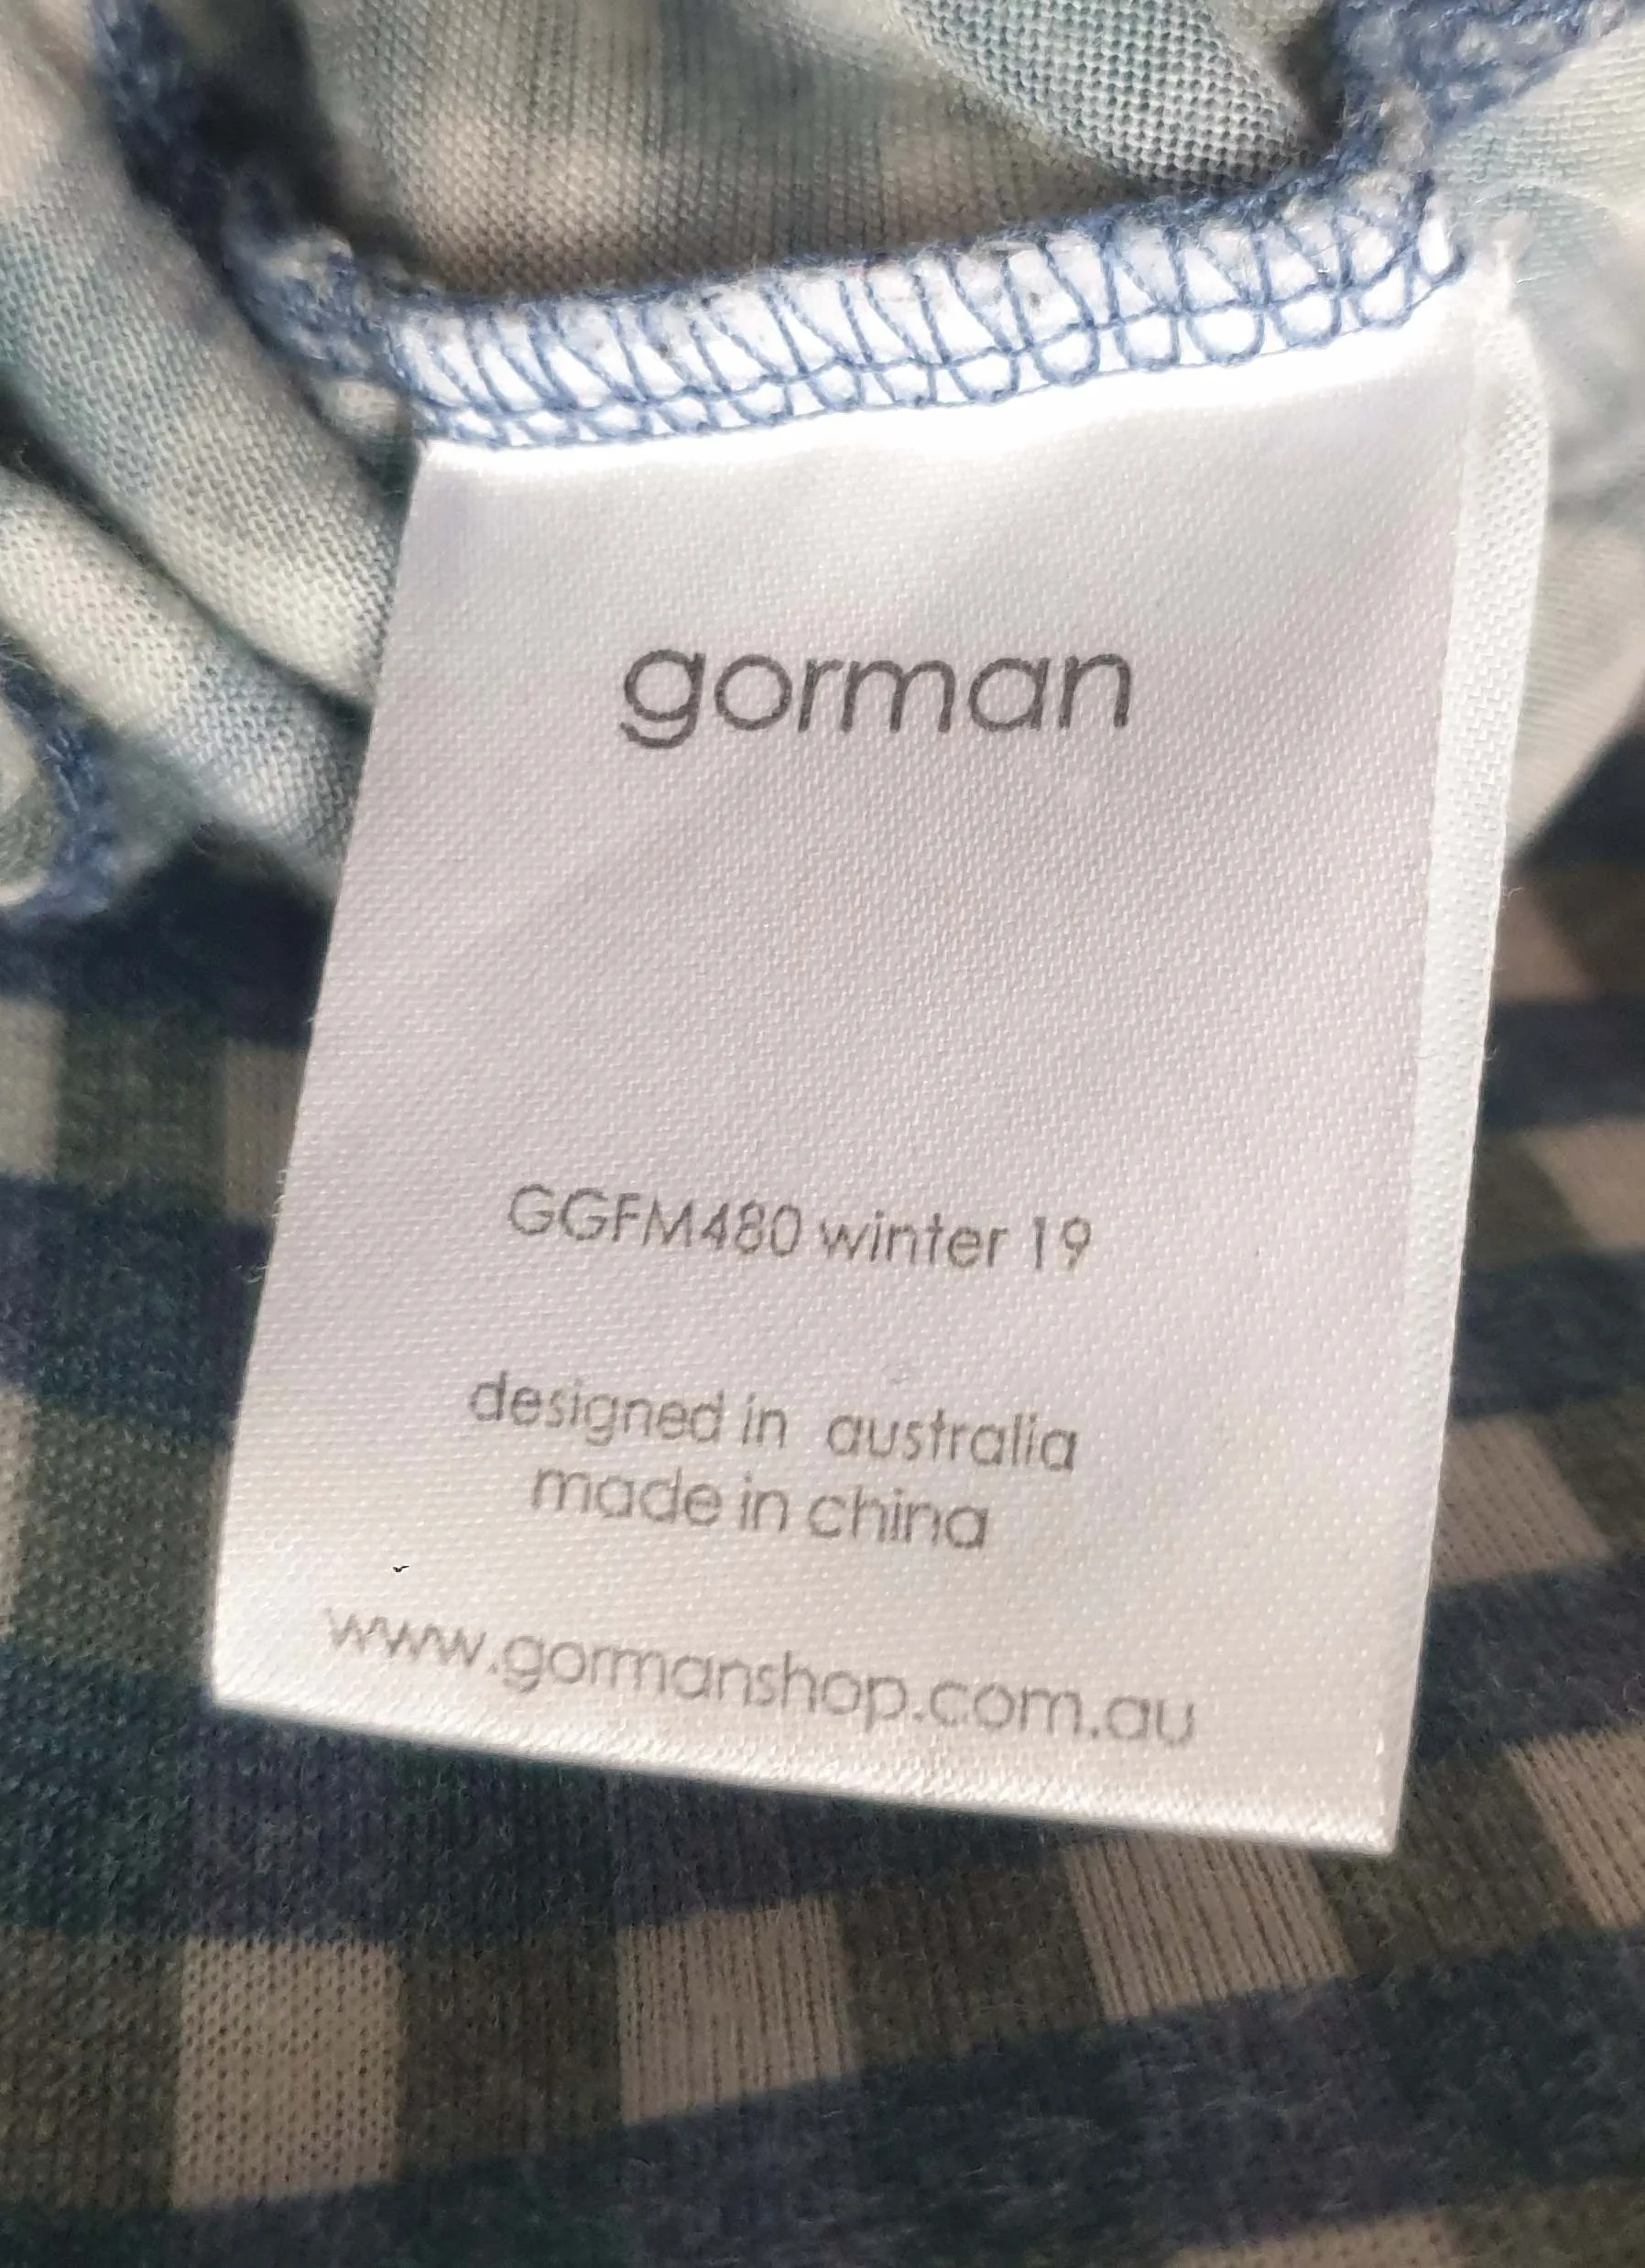 gorman
GGFM480 winter 19
designed in australia
made in china
www.gormanshop.com.au